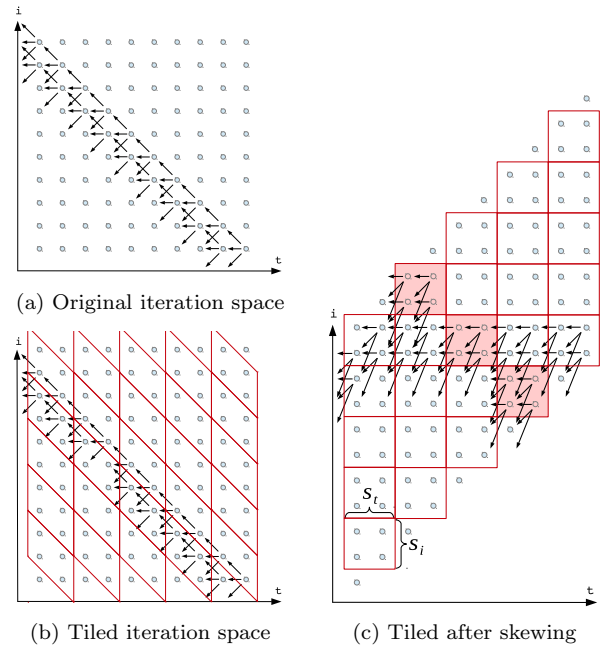 i
t
(a) Original iteration space
i
t
(b) Tiled iteration space
i
s_t
s_i
t
(c) Tiled after skewing